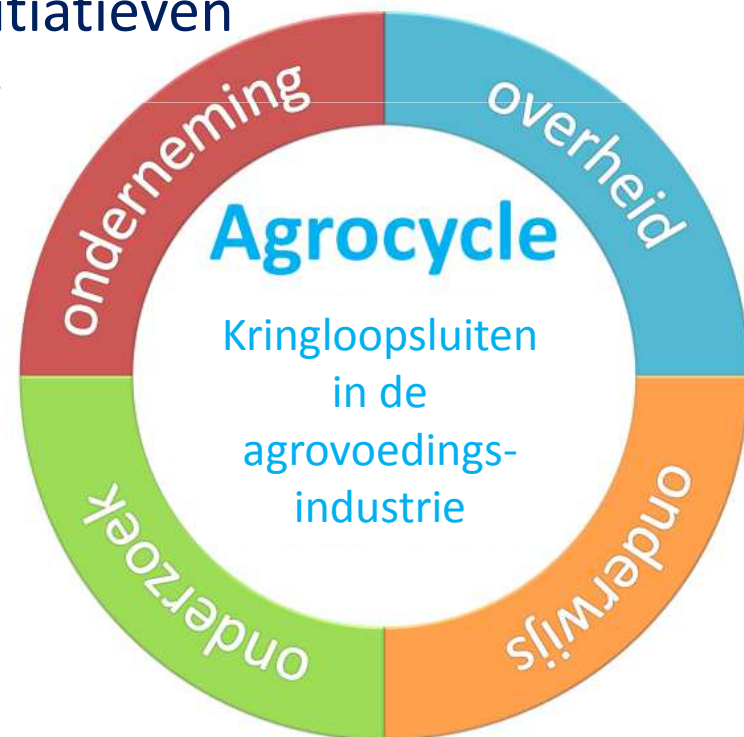 itiatieven
onderneming
overheid
Agrocycle
Kringloopsluiten
in de
agrovoedings-
industrie
onderzoek
onderwijs